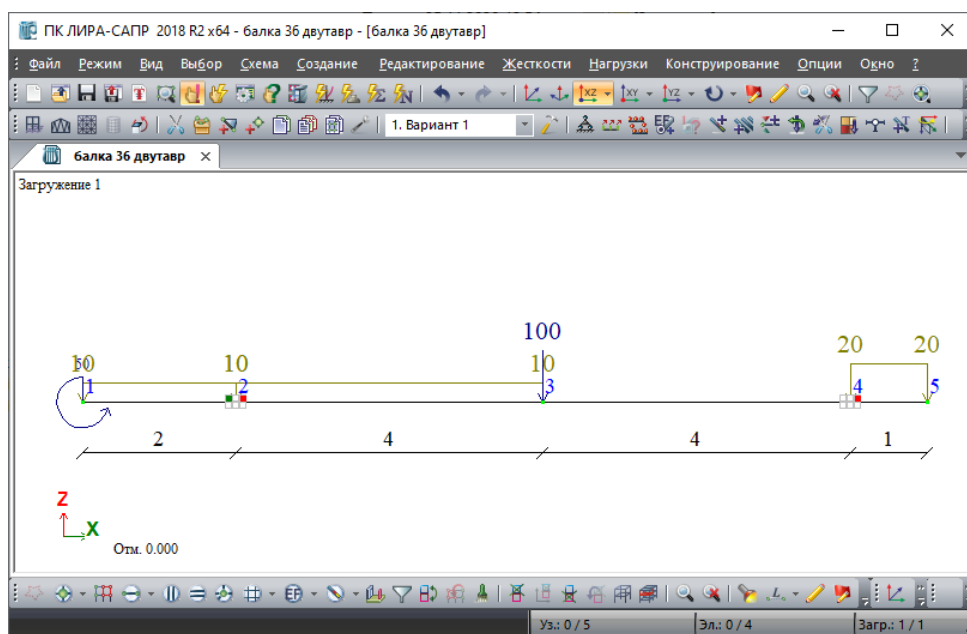 ПК ЛИРА-САПР 2018 R2 x64 - балка 36 двутавр - [балка 36 двутавр]
Файл Режим Вид Выбор Схема Создание Редактирование Жесткости Нагрузки Конструирование Опции Окно ?
XZ XY YZ
1. Вариант 1
балка 36 двутавр
Загружение 1
100
10 10 10 20 20
1 2 3 4 5
2 4 4 1
Z
X
Отм. 0.000
Уз.: 0 / 5 Эл.: 0 / 4 Загр.: 1 / 1